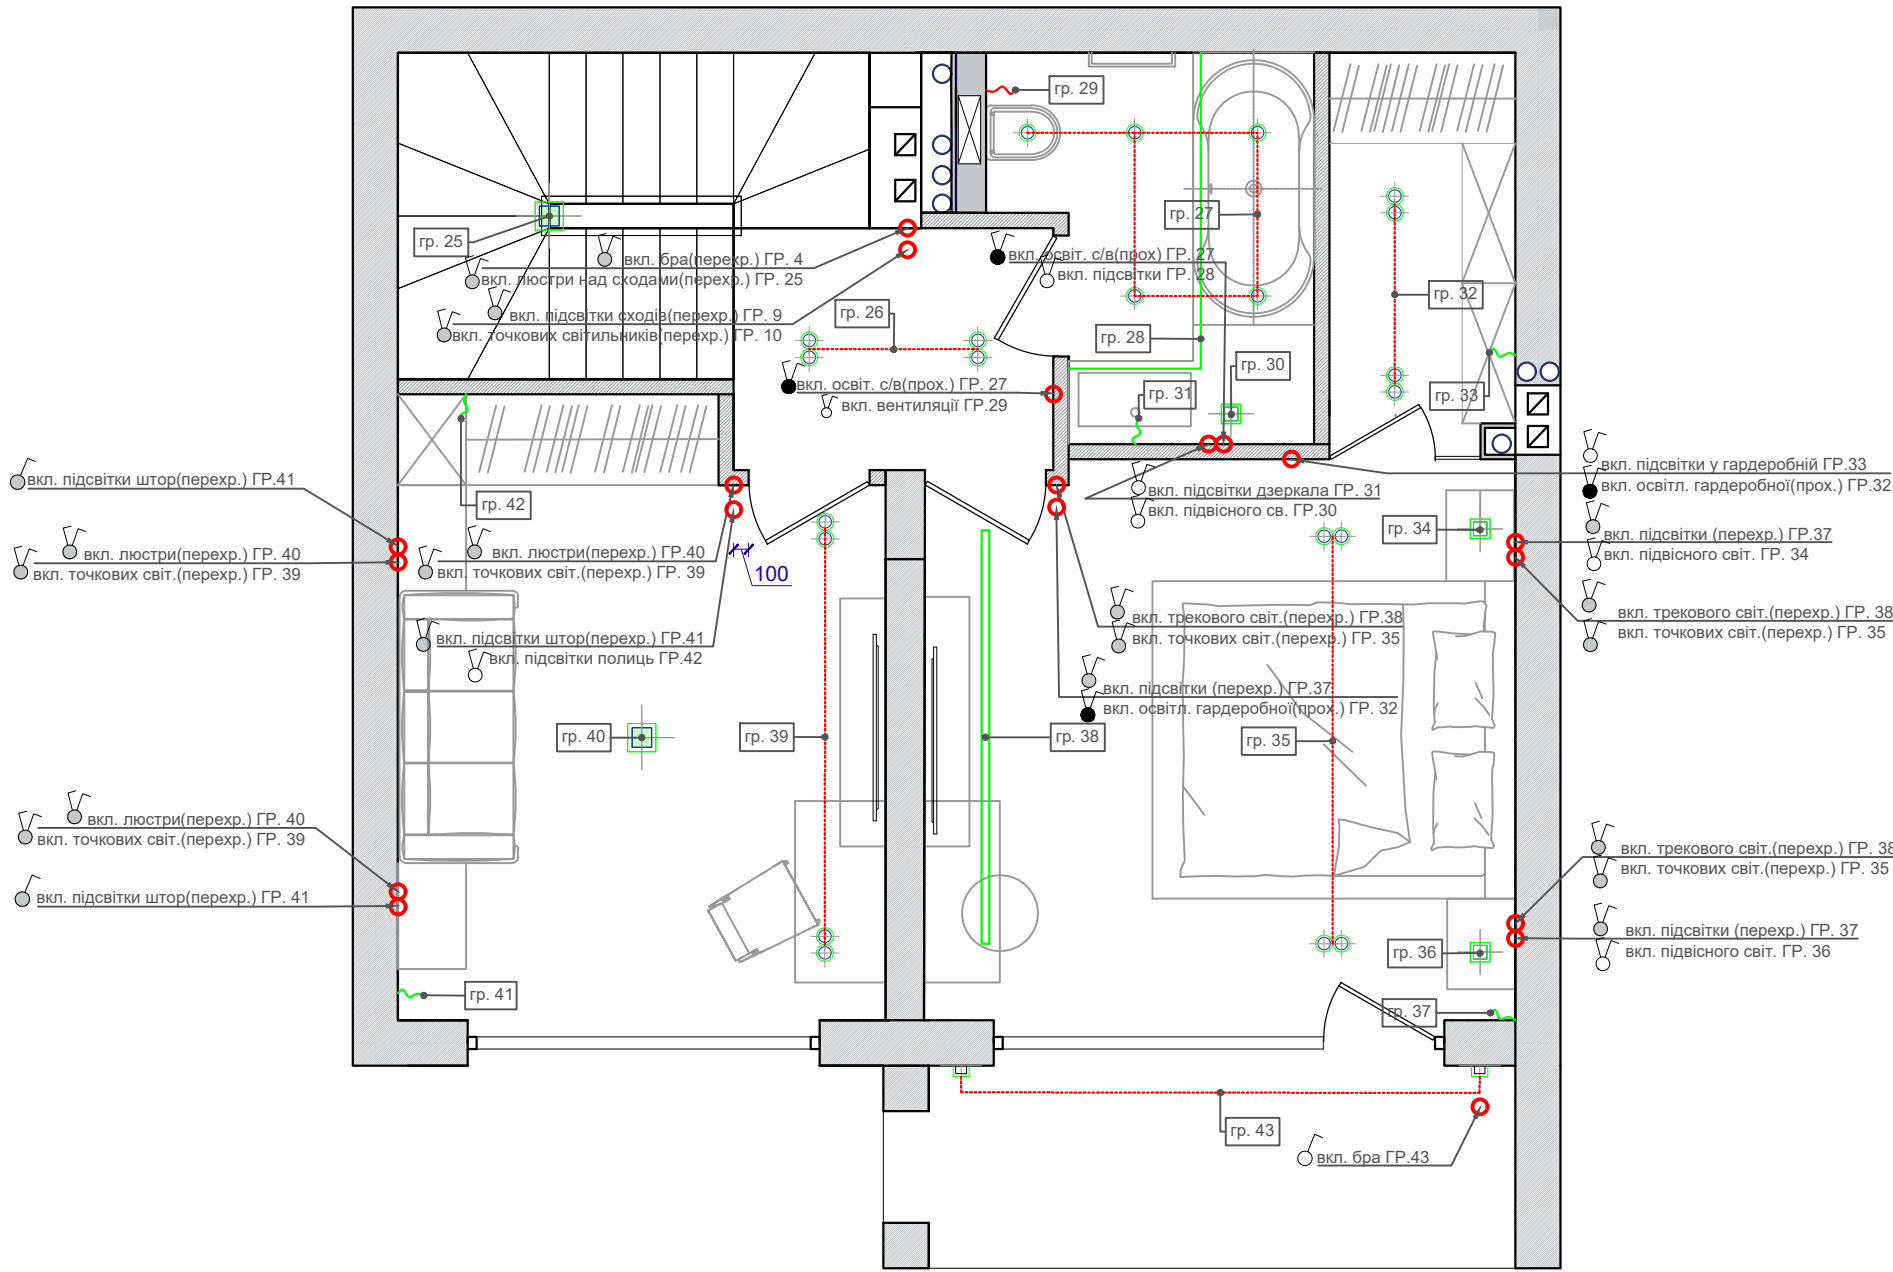 гр. 29
гр. 27
гр. 25
вкл. бра(перехр.) ГР. 4
вкл. люстри над сходами(перехр.) ГР. 25
вкл. освіт. с/в(прох) ГР. 27
вкл. підсвітки ГР. 28
гр. 32
вкл. підсвітки сходів(перехр.) ГР. 9
вкл. точкових світильників(перехр.) ГР. 10
гр. 26
гр. 28
гр. 30
вкл. освіт. с/в(прох.) ГР. 27
вкл. вентиляції ГР.29
гр. 31
гр. 33
вкл. підсвітки штор(перехр.) ГР.41
гр. 42
вкл. підсвітки дзеркала ГР. 31
вкл. підвісного св. ГР.30
вкл. підсвітки у гардеробній ГР.33
вкл. освітл. гардеробної(прох.) ГР.32
гр. 34
вкл. підсвітки (перехр.) ГР.37
вкл. підвісного світ. ГР. 34
вкл. люстри(перехр.) ГР. 40
вкл. точкових світ.(перехр.) ГР. 39
вкл. люстри(перехр.) ГР.40
вкл. точкових світ.(перехр.) ГР. 39
100
вкл. трекового світ.(перехр.) ГР.38
вкл. точкових світ.(перехр.) ГР. 35
вкл. трекового світ.(перехр.) ГР. 38
вкл. точкових світ.(перехр.) ГР. 35
вкл. підсвітки штор(перехр.) ГР.41
вкл. підсвітки полиць ГР.42
вкл. підсвітки (перехр.) ГР.37
вкл. освітл. гардеробної(прох.) ГР. 32
гр. 40
гр. 39
гр. 38
гр. 35
вкл. люстри(перехр.) ГР. 40
вкл. точкових світ.(перехр.) ГР. 39
вкл. трекового світ.(перехр.) ГР. 38
вкл. точкових світ.(перехр.) ГР. 35
вкл. підсвітки штор(перехр.) ГР. 41
вкл. підсвітки (перехр.) ГР. 37
вкл. підвісного світ. ГР. 36
гр. 36
гр. 41
гр. 37
гр. 43
вкл. бра ГР.43